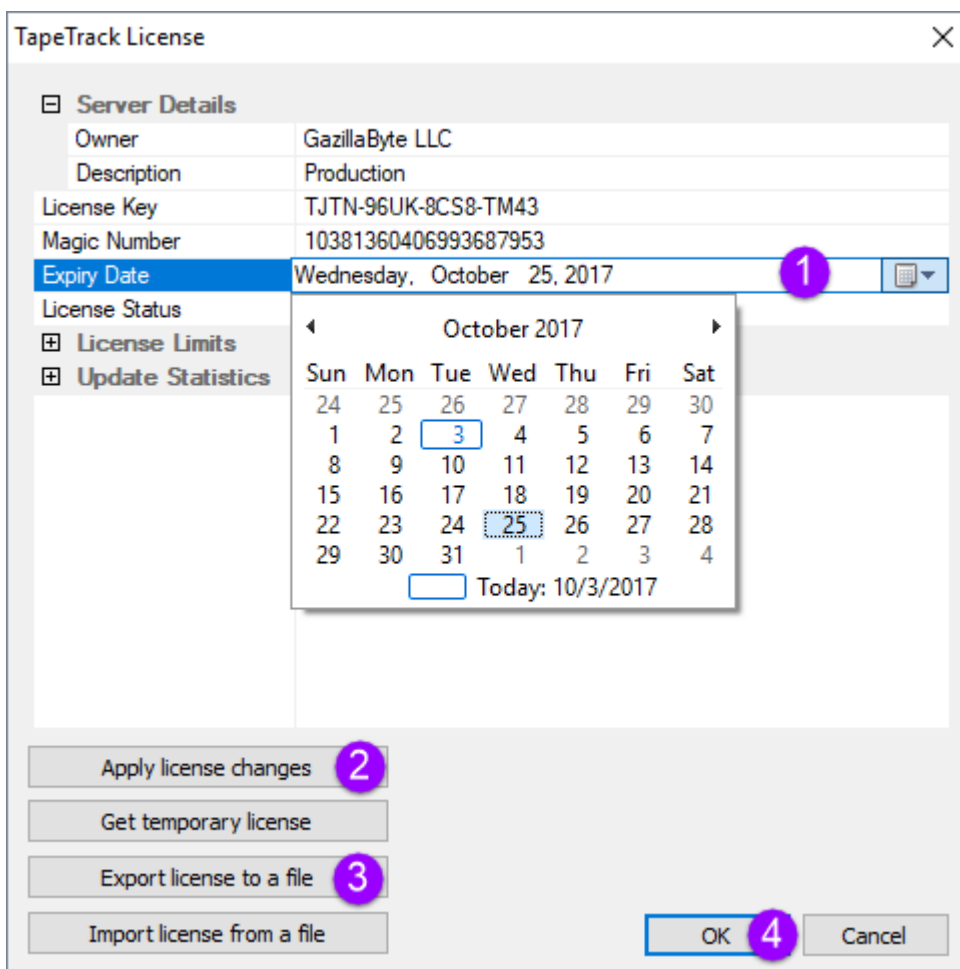 TapeTrack License
Server Details
Owner GazillaByte LLC
Description Production
License Key TJTN-96UK-8CS8-TM43
Magic Number 10381360406993687953
Expiry Date Wednesday, October 25, 2017 1
License Status
License Limits
Update Statistics
October 2017
Sun Mon Tue Wed Thu Fri Sat
24 25 26 27 28 29 30
1 2 3 4 5 6 7
8 9 10 11 12 13 14
15 16 17 18 19 20 21
22 23 24 25 26 27 28
29 30 31 1 2 3 4
Today: 10/3/2017
Apply license changes 2
Get temporary license
Export license to a file 3
Import license from a file
OK 4 Cancel